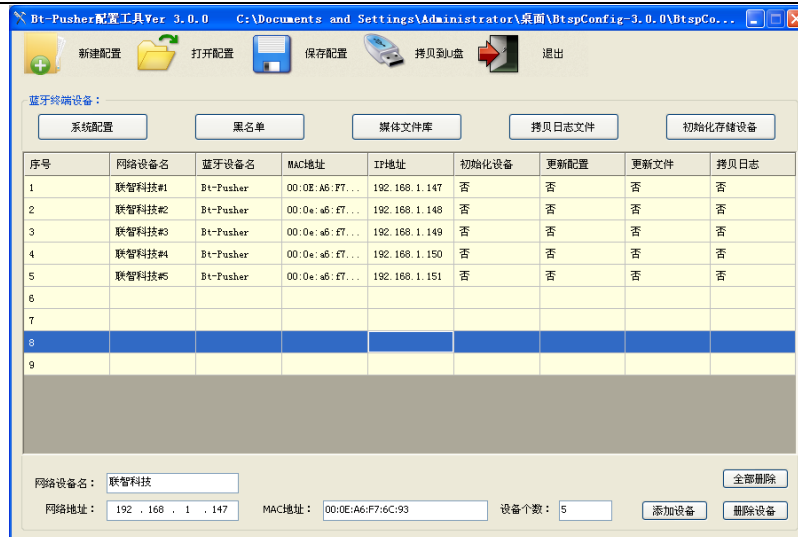 Bt-Pusher配置工具Ver 3.0.0 C:\Documents and Settings\Administrator\桌面\BtspConfig-3.0.0\BtspCo...
新建配置 打开配置 保存配置 拷贝到U盘 退出
蓝牙终端设备：
系统配置 黑名单 媒体文件库 拷贝日志文件 初始化存储设备
序号 网络设备名 蓝牙设备名 MAC地址 IP地址 初始化设备 更新配置 更新文件 拷贝日志
1 联智科技#1 Bt-Pusher 00:0E:A6:F7... 192.168.1.147 否 否 否 否
2 联智科技#2 Bt-Pusher 00:0e:a6:f7... 192.168.1.148 否 否 否 否
3 联智科技#3 Bt-Pusher 00:0e:a6:f7... 192.168.1.149 否 否 否 否
4 联智科技#4 Bt-Pusher 00:0e:a6:f7... 192.168.1.150 否 否 否 否
5 联智科技#5 Bt-Pusher 00:0e:a6:f7... 192.168.1.151 否 否 否 否
6
7
8
9
网络设备名： 联智科技 全部删除
网络地址： 192 . 168 . 1 . 147 MAC地址： 00:0E:A6:F7:6C:93 设备个数： 5 添加设备 删除设备